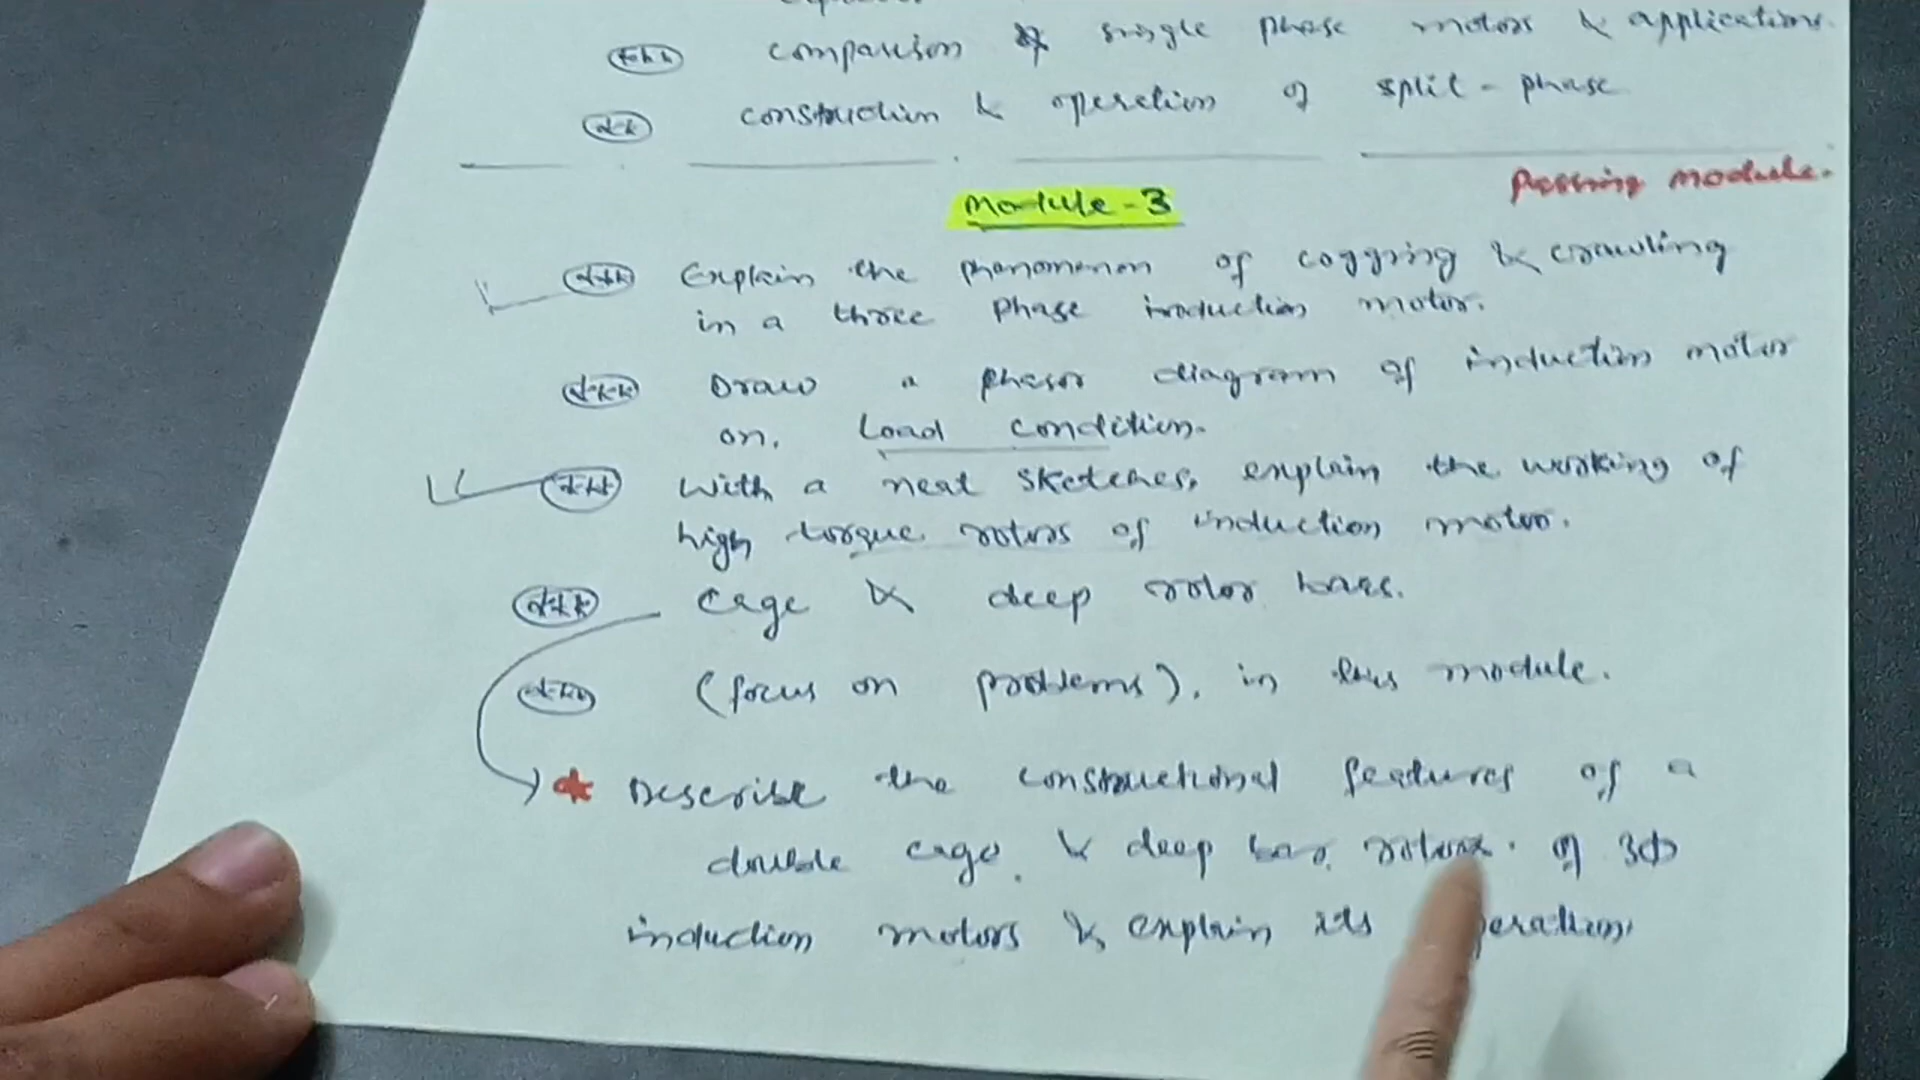 *** comparision of single phase motors & applications.
** construction & operation of split-phase
Module-3
Passing module.
*** Explain the phenomenon of cogging & crawling
in a three phase induction motor.
*** Draw a phasor diagram of induction motor
on. Load condition.
*** With a neat sketches, explain the working of
high torque rotors of induction motor.
*** Cage & deep rotor bars.
*** (focus on problems), in this module.
* Describe the constructional features of a
double cage & deep bar rotors. of 3Φ
induction motors & explain its operation